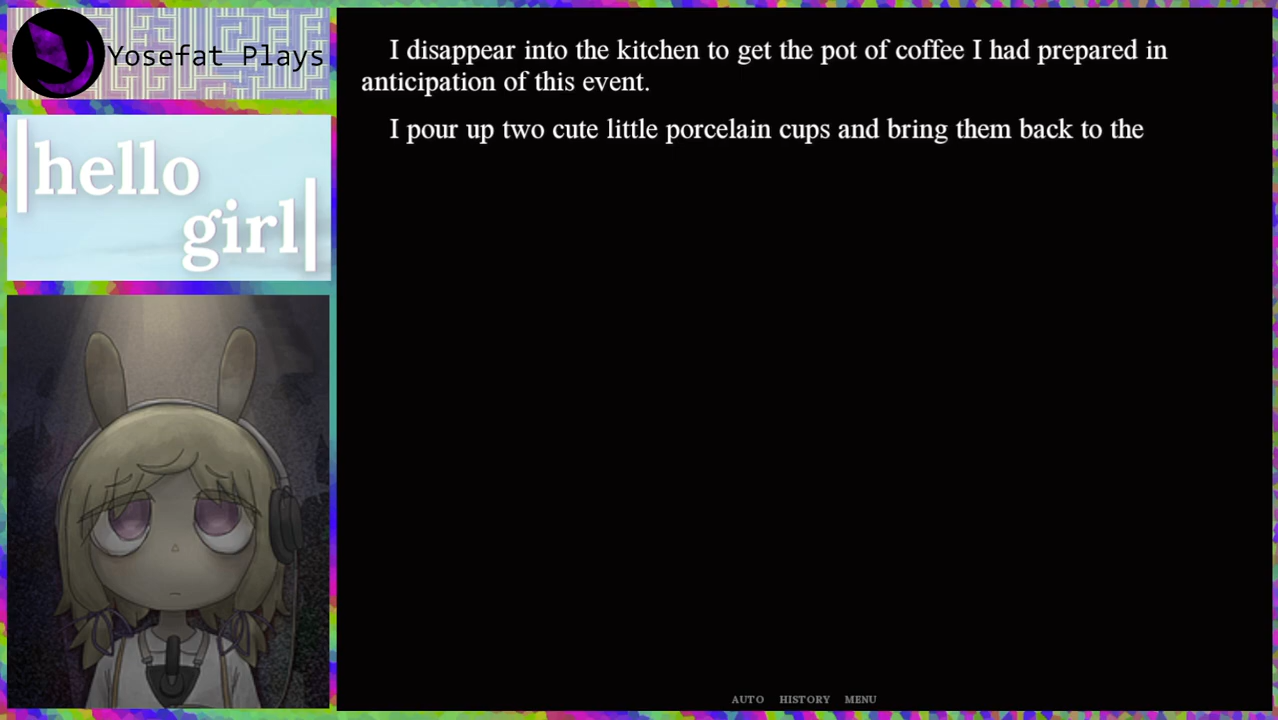 Yosefat Plays
|hello
girl|
I disappear into the kitchen to get the pot of coffee I had prepared in
anticipation of this event.
I pour up two cute little porcelain cups and bring them back to the
AUTO HISTORY MENU